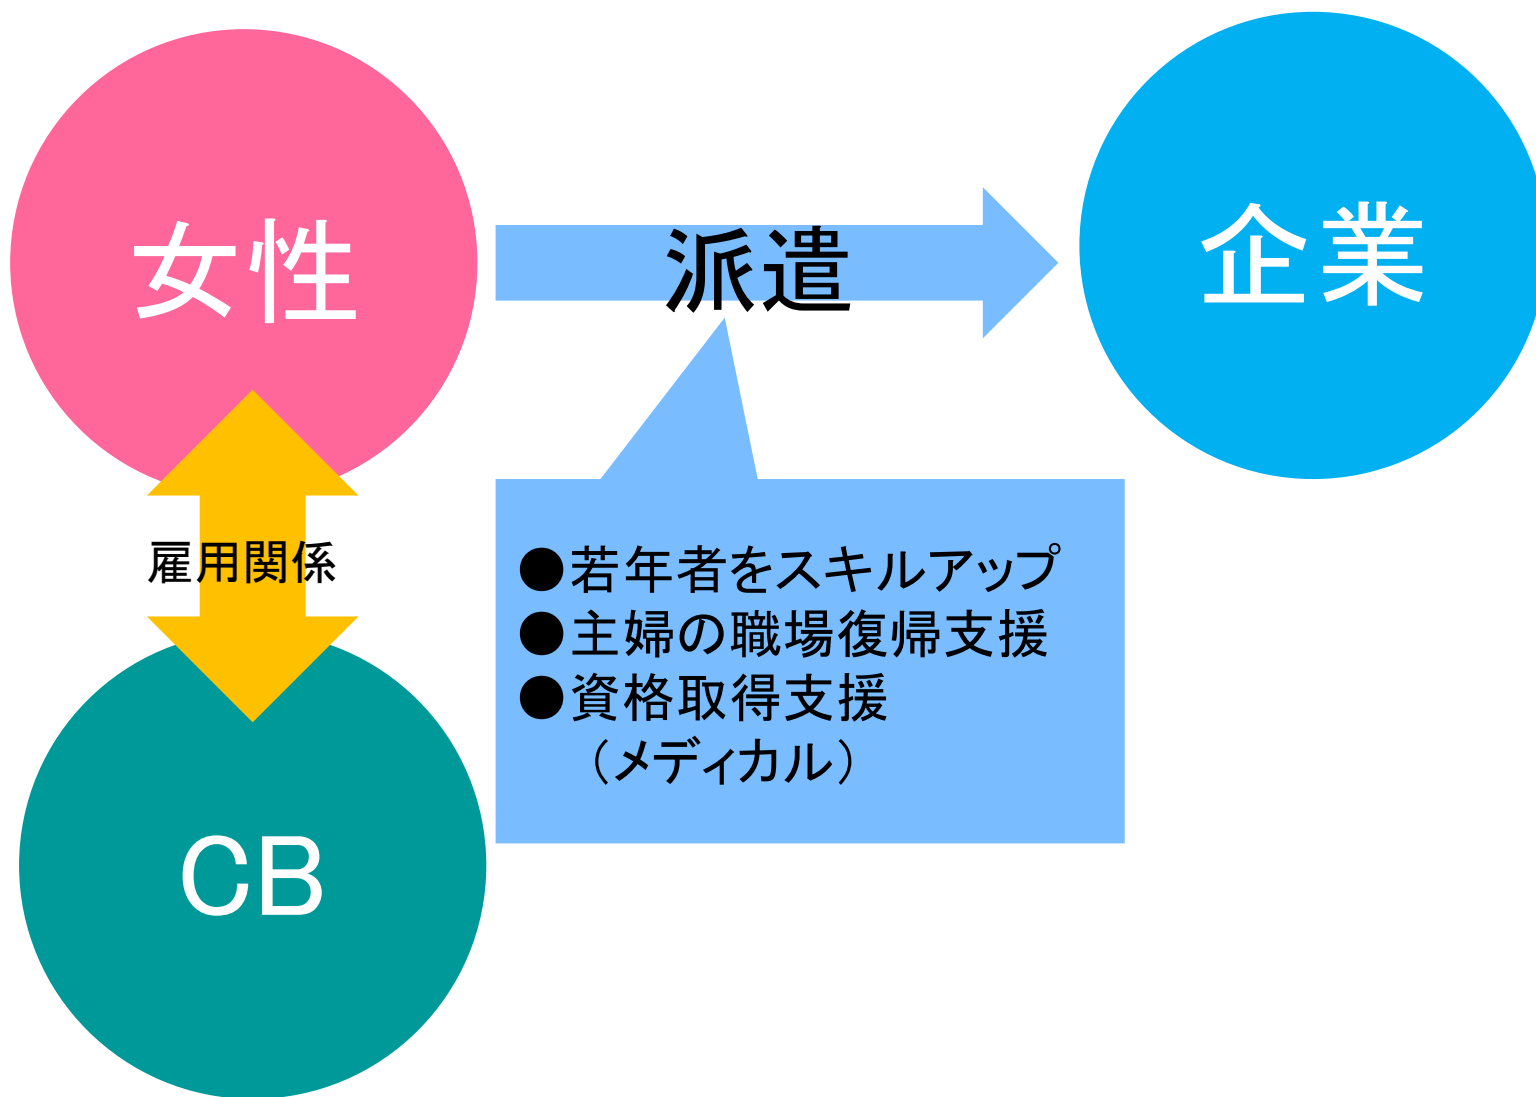 女性
派遣
企業
雇用関係
●若年者をスキルアップ
●主婦の職場復帰支援
●資格取得支援
（メディカル）
CB